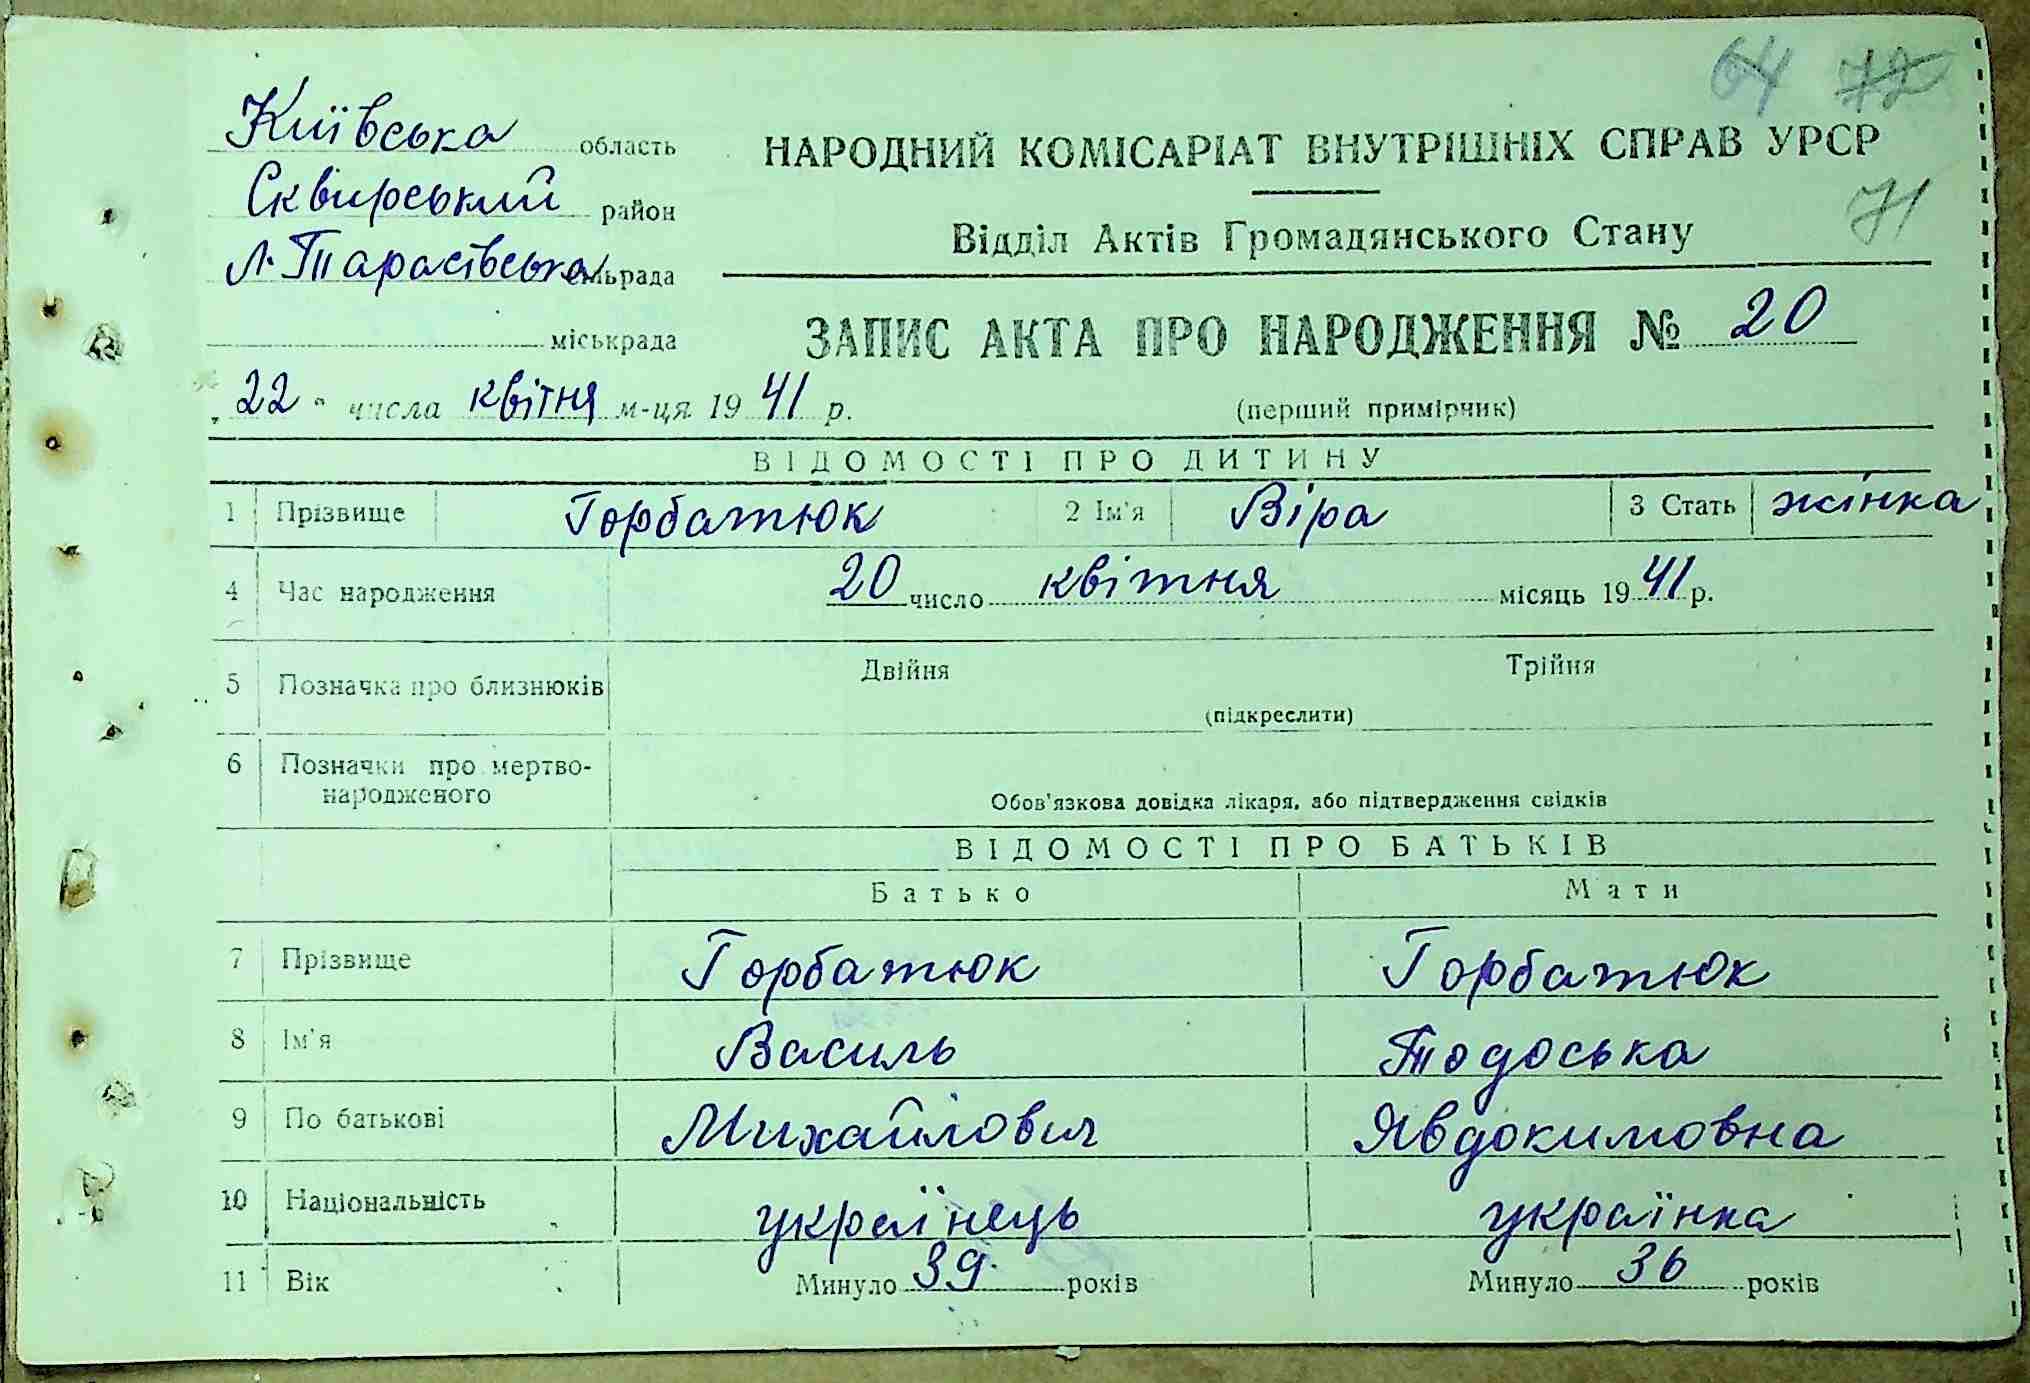 64 72
71
Київська область
Сквирський район
Л. Тарасівська сільрада
міськрада
НАРОДНИЙ КОМІСАРІАТ ВНУТРІШНІХ СПРАВ УРСР
Відділ Актів Громадянського Стану
ЗАПИС АКТА ПРО НАРОДЖЕННЯ № 20
„22" числа квітня м-ця 1941 р.
(перший примірник)
ВІДОМОСТІ ПРО ДИТИНУ
1 Прізвище Горбатюк 2 Ім'я Віра 3 Стать жінка
4 Час народження 20 число квітня місяць 1941 р.
5 Позначка про близнюків Двійня Трійня
(підкреслити)
6 Позначки про мертво-
народженого
Обов'язкова довідка лікаря, або підтвердження свідків
ВІДОМОСТІ ПРО БАТЬКІВ
Батько Мати
7 Прізвище Горбатюк Горбатюк
8 Ім'я Василь Тодоська
9 По батькові Михайлович Явдокимовна
10 Національність українець українка
11 Вік Минуло 39 років Минуло 36 років